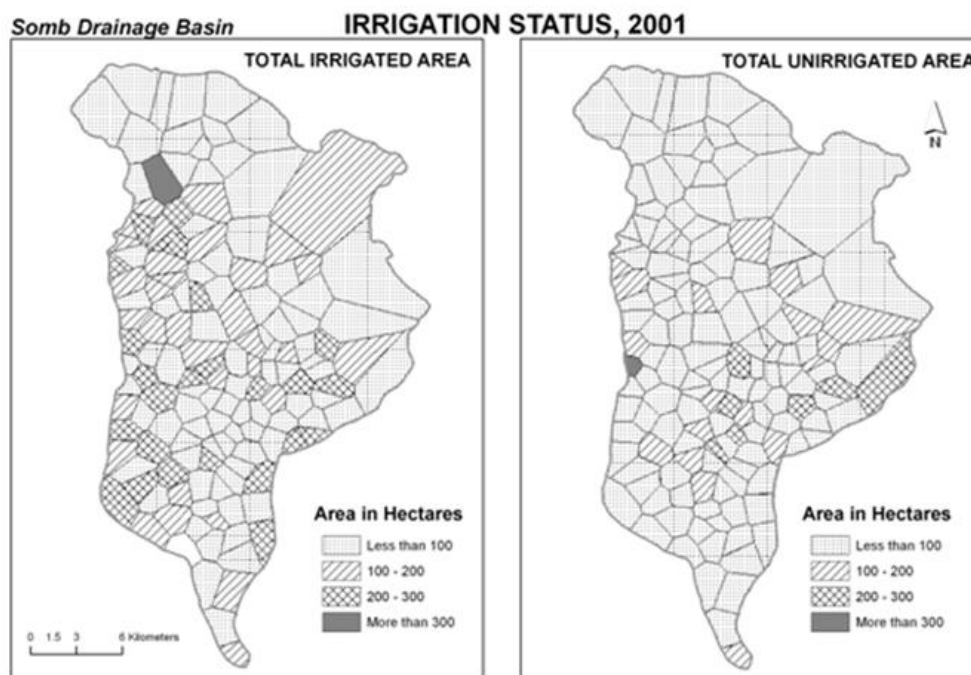 Somb Drainage Basin IRRIGATION STATUS, 2001
TOTAL IRRIGATED AREA
Area in Hectares
Less than 100
100 - 200
200 - 300
More than 300
0 1.5 3 6 Kilometers
TOTAL UNIRRIGATED AREA
N
Area in Hectares
Less than 100
100 - 200
200 - 300
More than 300